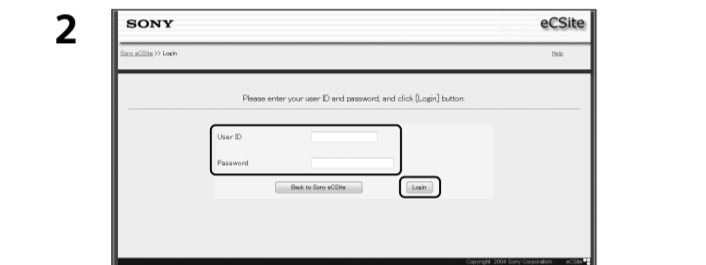 2
SONY eCSite
Sony eCSite >> Login Help
Please enter your user ID and password, and click [Login] button.
User ID
Password
Back to Sony eCSite Login
Copyright 2004 Sony Corporation eCSite